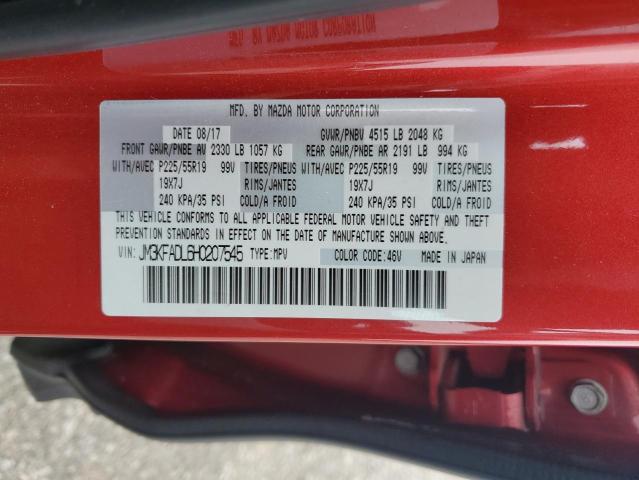 MFD. BY MAZDA MOTOR CORPORATION
DATE 08/17 GVWR/PNBV 4515 LB 2048 KG
FRONT GAWR/PNBE AV 2330 LB 1057 KG REAR GAWR/PNBE AR 2191 LB 994 KG
WITH/AVEC P225/55R19 99V TIRES/PNEUS WITH/AVEC P225/55R19 99V TIRES/PNEUS
19X7J RIMS/JANTES 19X7J RIMS/JANTES
240 KPA/35 PSI COLD/A FROID 240 KPA/35 PSI COLD/A FROID
THIS VEHICLE CONFORMS TO ALL APPLICABLE FEDERAL MOTOR VEHICLE SAFETY AND THEFT
PREVENTION STANDARDS IN EFFECT ON THE DATE OF MANUFACTURE SHOWN ABOVE.
VIN: JM3KFADL6H0207545 TYPE: MPV COLOR CODE: 46V MADE IN JAPAN